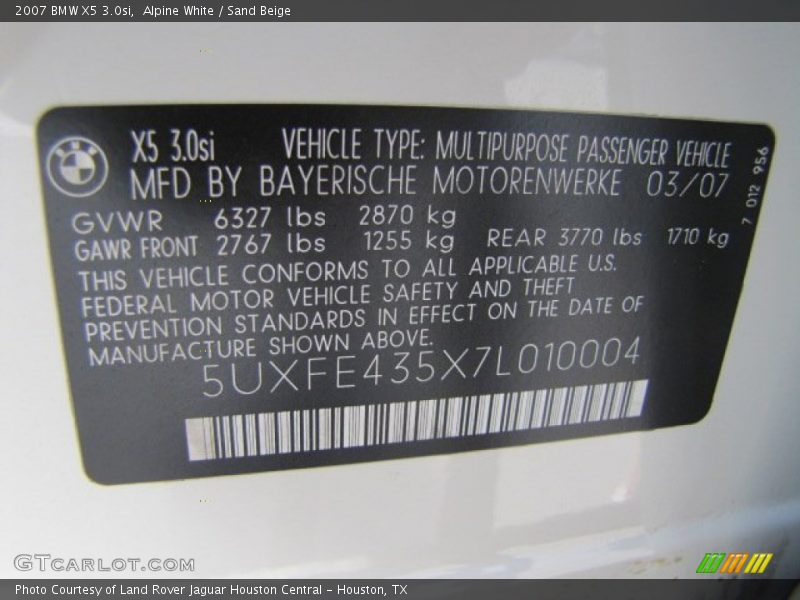 2007 BMW X5 3.0si,  Alpine White / Sand Beige
BMW
X5 3.0si VEHICLE TYPE: MULTIPURPOSE PASSENGER VEHICLE
MFD BY BAYERISCHE MOTORENWERKE 03/07
7 012 956
GVWR 6327 lbs 2870 kg
GAWR FRONT 2767 lbs 1255 kg REAR 3770 lbs 1710 kg
THIS VEHICLE CONFORMS TO ALL APPLICABLE U.S.
FEDERAL MOTOR VEHICLE SAFETY AND THEFT
PREVENTION STANDARDS IN EFFECT ON THE DATE OF
MANUFACTURE SHOWN ABOVE.
5UXFE435X7L010004
GTCARLOT.COM
Photo Courtesy of Land Rover Jaguar Houston Central - Houston, TX